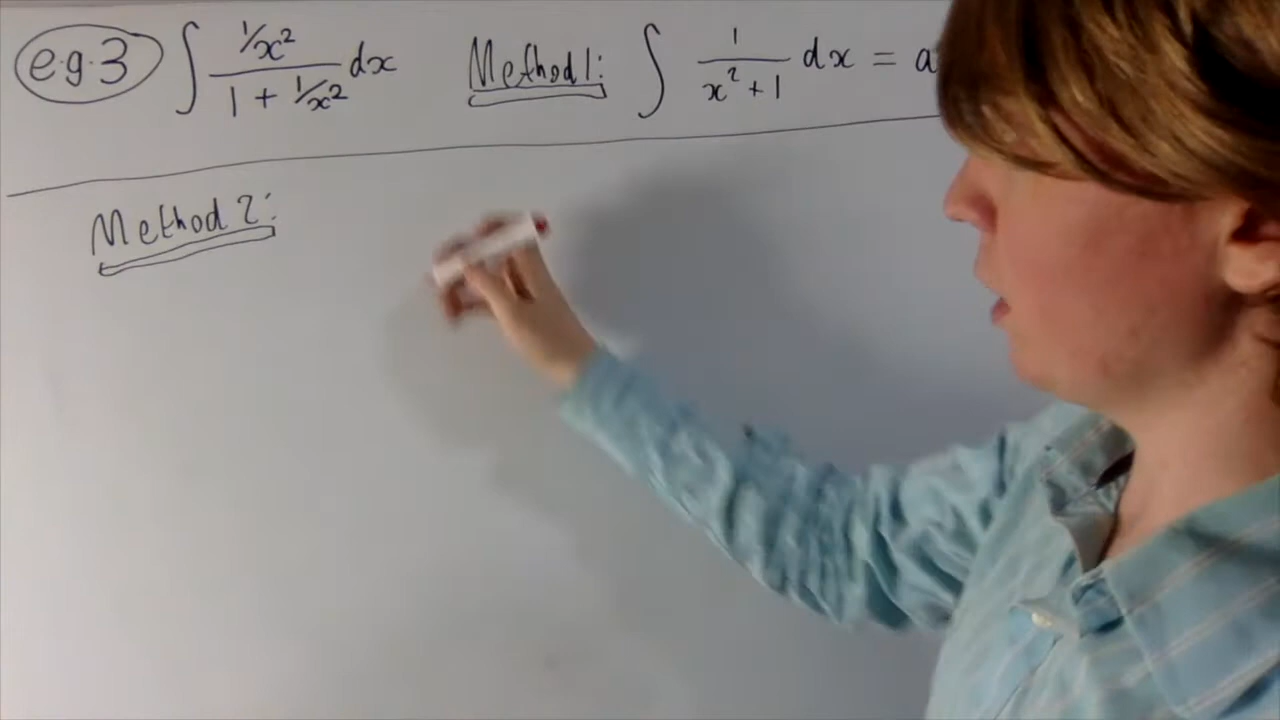 e.g.3 ∫ (1/x²)/(1 + 1/x²) dx Method 1: ∫ 1/(x² + 1) dx = a
Method 2: